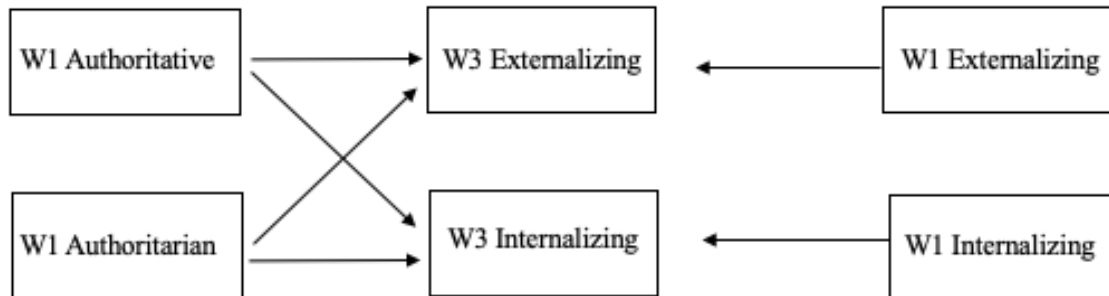 W1 Authoritative
W3 Externalizing
W1 Externalizing
W1 Authoritarian
W3 Internalizing
W1 Internalizing